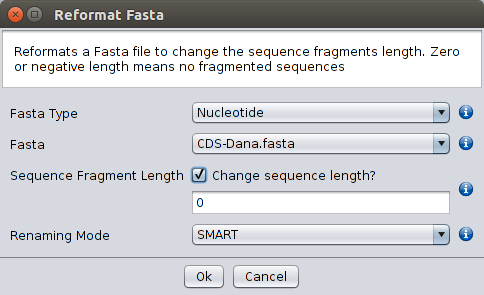 Reformat Fasta
Reformats a Fasta file to change the sequence fragments length. Zero
or negative length means no fragmented sequences
Fasta Type Nucleotide
Fasta CDS-Dana.fasta
Sequence Fragment Length Change sequence length?
0
Renaming Mode SMART
Ok Cancel